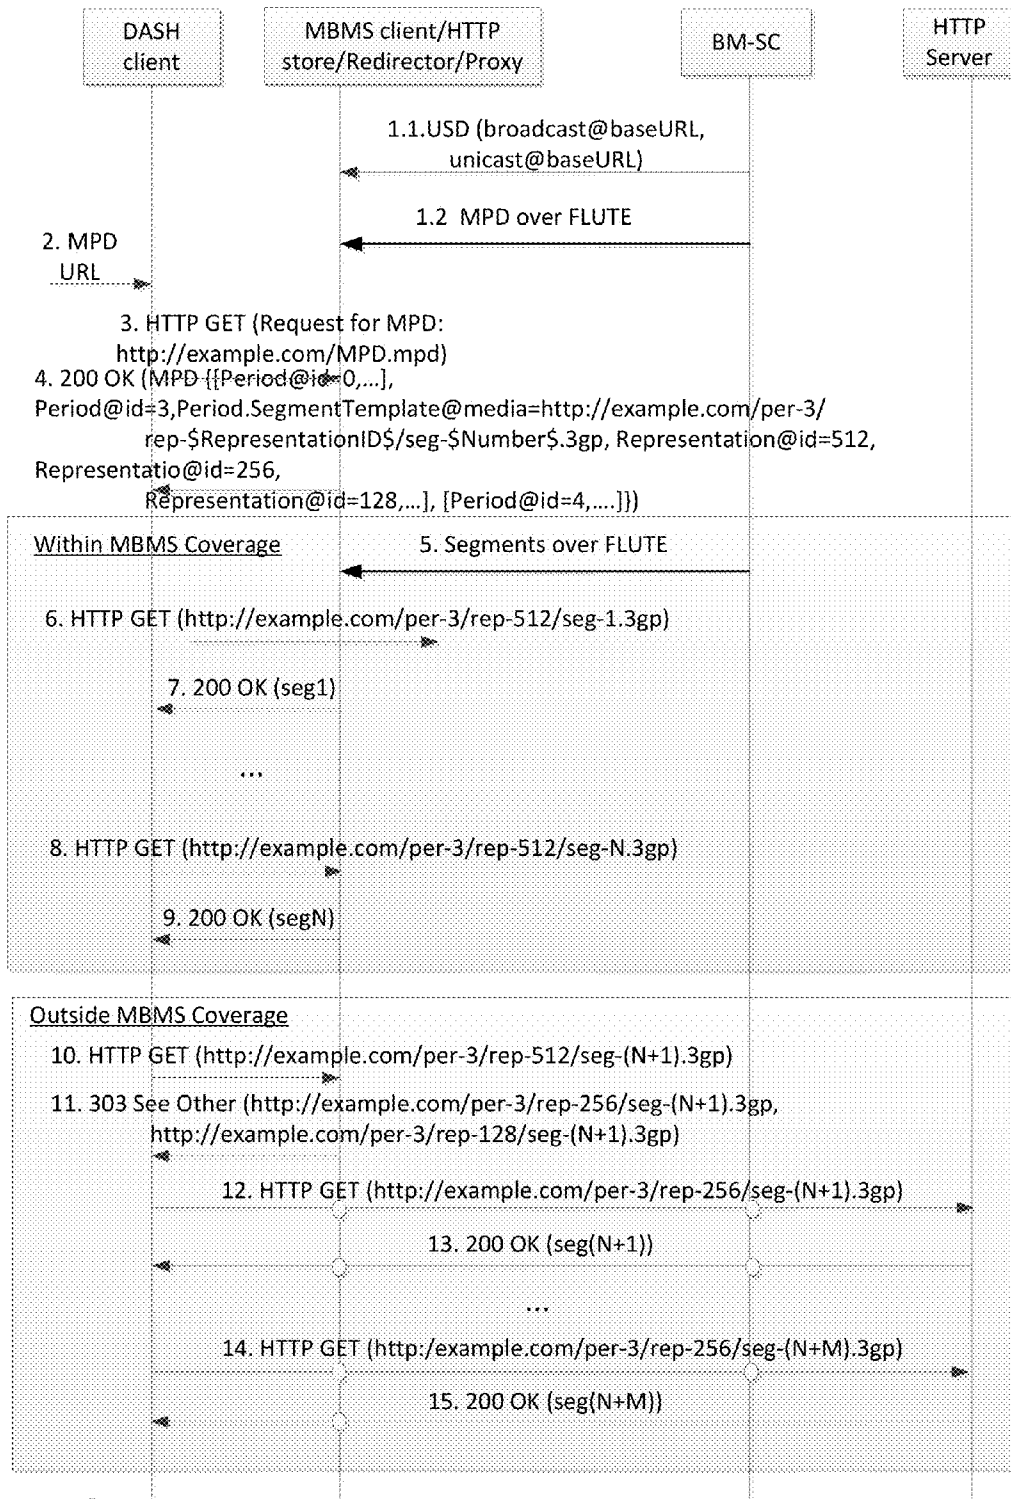 DASH
client
MBMS client/HTTP
store/Redirector/Proxy
BM-SC
HTTP
Server
1.1.USD (broadcast@baseURL,
unicast@baseURL)
1.2 MPD over FLUTE
2. MPD
URL
3. HTTP GET (Request for MPD:
http://example.com/MPD.mpd)
4. 200 OK (MPD {[Period@id=0,...],
Period@id=3,Period.SegmentTemplate@media=http://example.com/per-3/
rep-$RepresentationID$/seg-$Number$.3gp, Representation@id=512,
Representatio@id=256,
Representation@id=128,...], [Period@id=4,....]})
Within MBMS Coverage
5. Segments over FLUTE
6. HTTP GET (http://example.com/per-3/rep-512/seg-1.3gp)
7. 200 OK (seg1)
...
8. HTTP GET (http://example.com/per-3/rep-512/seg-N.3gp)
9. 200 OK (segN)
Outside MBMS Coverage
10. HTTP GET (http://example.com/per-3/rep-512/seg-(N+1).3gp)
11. 303 See Other (http://example.com/per-3/rep-256/seg-(N+1).3gp,
http://example.com/per-3/rep-128/seg-(N+1).3gp)
12. HTTP GET (http://example.com/per-3/rep-256/seg-(N+1).3gp)
13. 200 OK (seg(N+1))
...
14. HTTP GET (http:/example.com/per-3/rep-256/seg-(N+M).3gp)
15. 200 OK (seg(N+M))